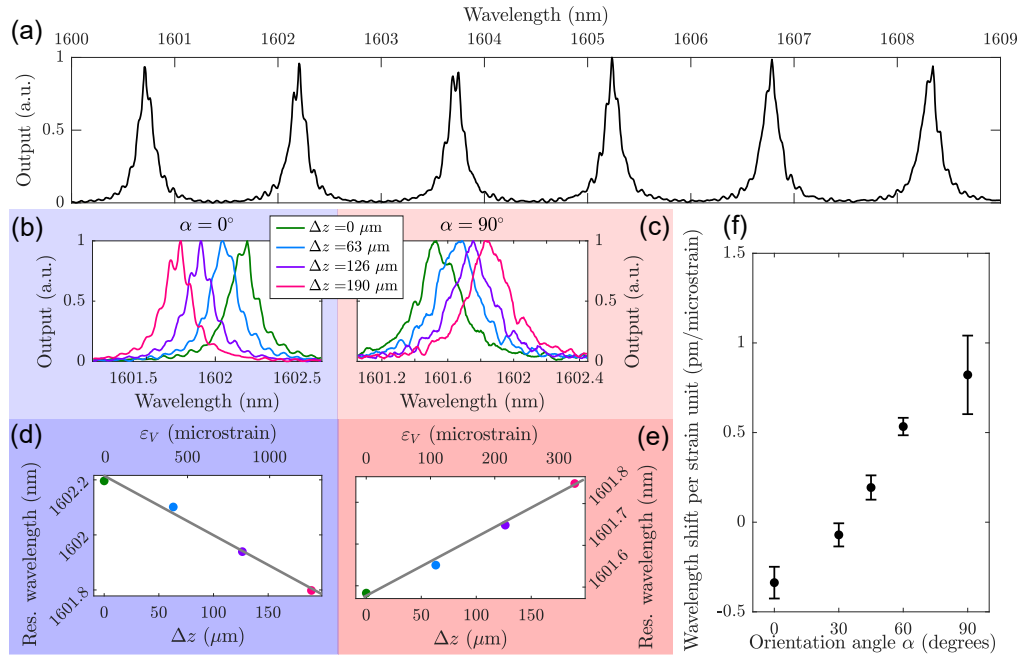 Wavelength (nm)
(a)
1600 1601 1602 1603 1604 1605 1606 1607 1608 1609
Output (a.u.)
1
0.5
0
(b)
α = 0°
Δz =0 μm
Δz =63 μm
Δz =126 μm
Δz =190 μm
α = 90°
(c)
Output (a.u.)
1
0.5
0
1601.5 1602 1602.5
Wavelength (nm)
1
0.5
0
Output (a.u.)
1601.2 1601.6 1602 1602.4
Wavelength (nm)
(d)
ε_V (microstrain)
0 500 1000
Res. wavelength (nm)
1602.2
1602
1601.8
0 50 100 150
Δz (μm)
(e)
ε_V (microstrain)
0 100 200 300
1601.8
1601.7
1601.6
Res. wavelength (nm)
0 50 100 150
Δz (μm)
(f)
Wavelength shift per strain unit (pm/microstrain)
1.5
1
0.5
0
-0.5
0 30 60 90
Orientation angle α (degrees)